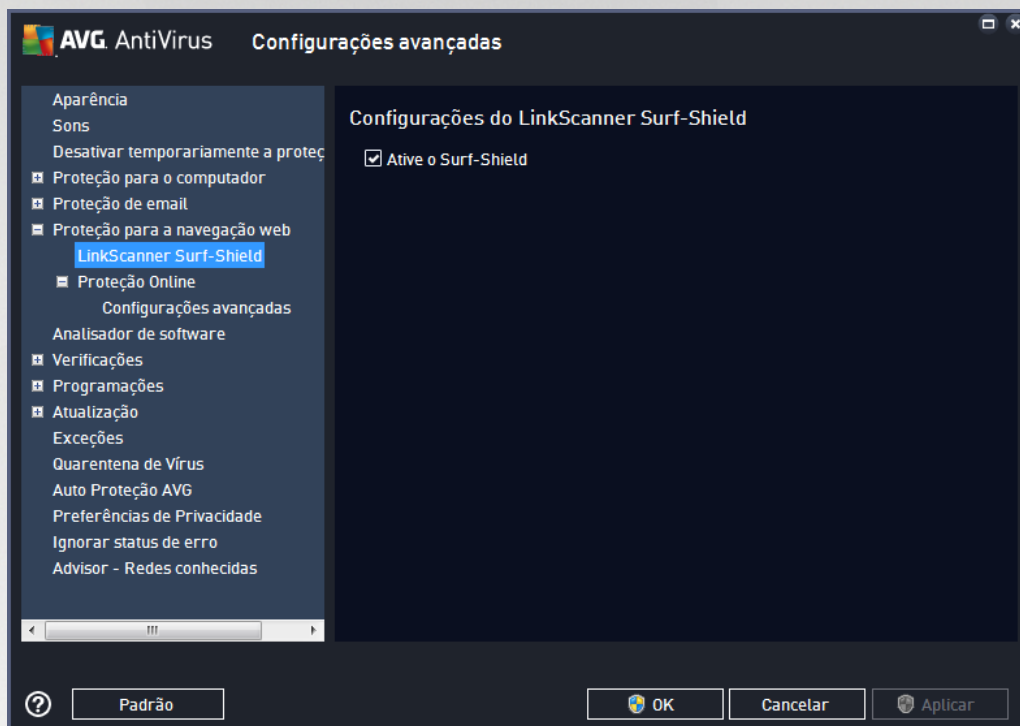 AVG. AntiVirus Configurações avançadas
Aparência
Sons
Desativar temporariamente a proteç
Proteção para o computador
Proteção de email
Proteção para a navegação web
LinkScanner Surf-Shield
Proteção Online
Configurações avançadas
Analisador de software
Verificações
Programações
Atualização
Exceções
Quarentena de Vírus
Auto Proteção AVG
Preferências de Privacidade
Ignorar status de erro
Advisor - Redes conhecidas
Configurações do LinkScanner Surf-Shield
Ative o Surf-Shield
Padrão
OK
Cancelar
Aplicar